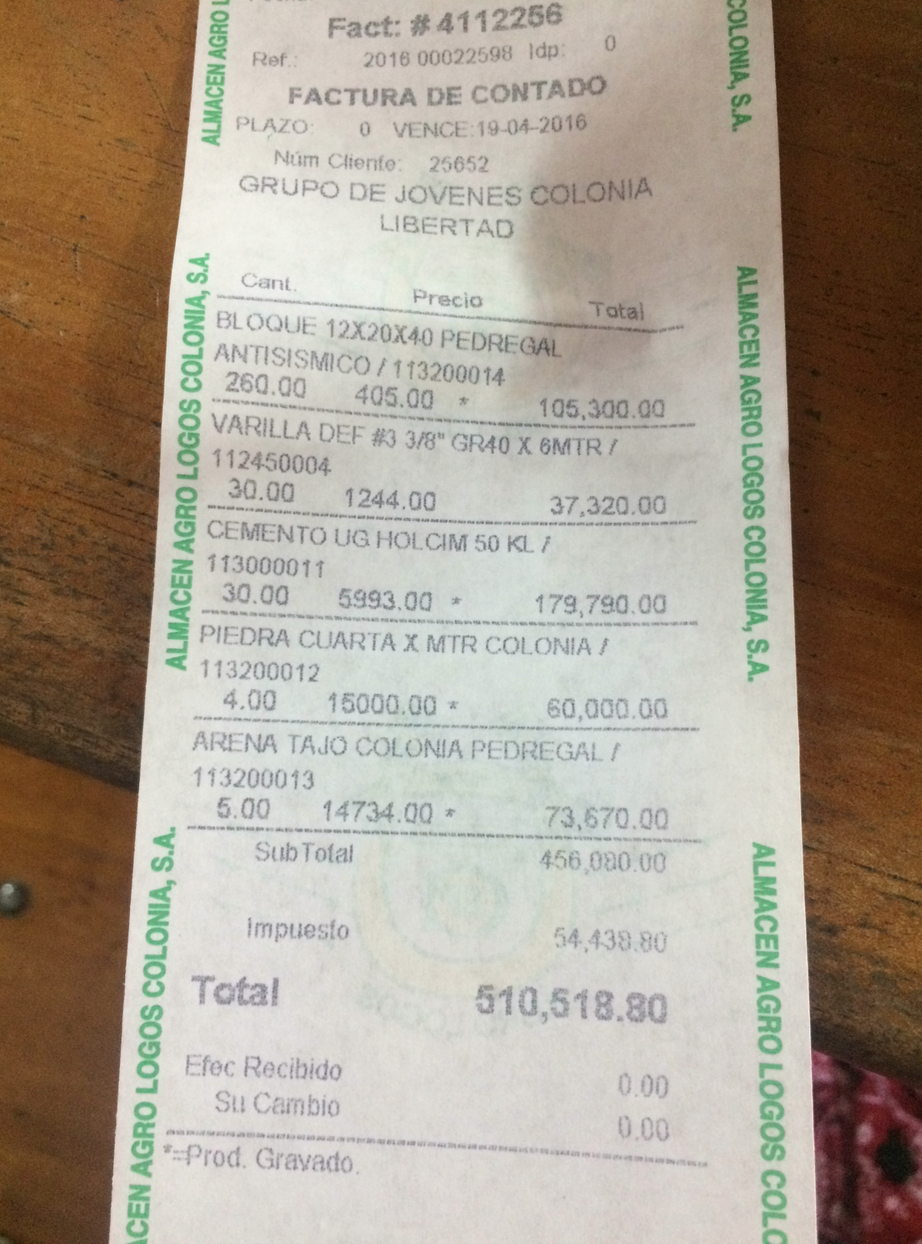 Fact: # 4112256
Ref.: 2016 00022598 Idp: 0
FACTURA DE CONTADO
PLAZO: 0 VENCE:19-04-2016
Núm Cliente: 25652
GRUPO DE JOVENES COLONIA
LIBERTAD
Cant. Precio Total
BLOQUE 12X20X40 PEDREGAL
ANTISISMICO / 113200014
260.00 405.00 * 105,300.00
VARILLA DEF #3 3/8" GR40 X 6MTR /
112450004
30.00 1244.00 37,320.00
CEMENTO UG HOLCIM 50 KL /
113000011
30.00 5993.00 * 179,790.00
PIEDRA CUARTA X MTR COLONIA /
113200012
4.00 15000.00 * 60,000.00
ARENA TAJO COLONIA PEDREGAL /
113200013
5.00 14734.00 * 73,670.00
SubTotal 456,080.00
Impuesto 54,438.80
Total 510,518.80
Efec Recibido 0.00
Su Cambio 0.00
*=Prod. Gravado.
ALMACEN AGRO L
ALMACEN AGRO LOGOS COLONIA, S.A.
CEN AGRO LOGOS COLONIA, S.A.
COLONIA, S.A.
ALMACEN AGRO LOGOS COLONIA, S.A.
ALMACEN AGRO LOGOS COLC